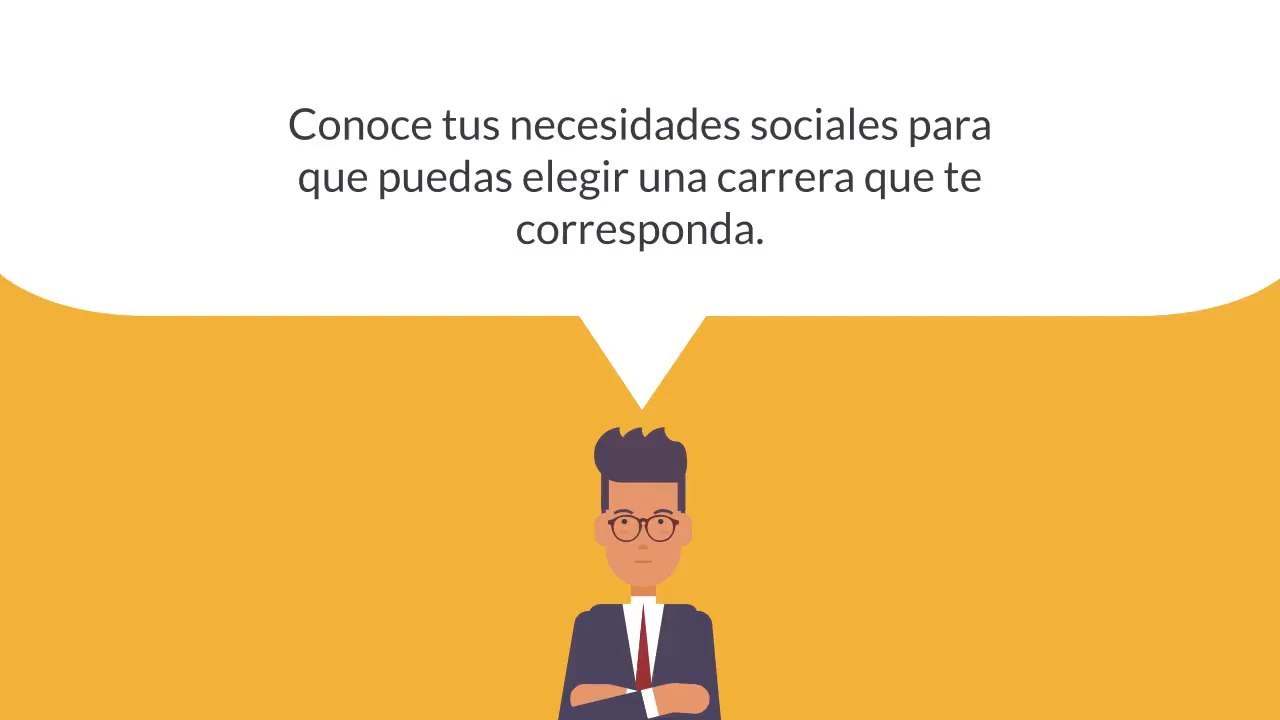 Conoce tus necesidades sociales para
que puedas elegir una carrera que te
corresponda.